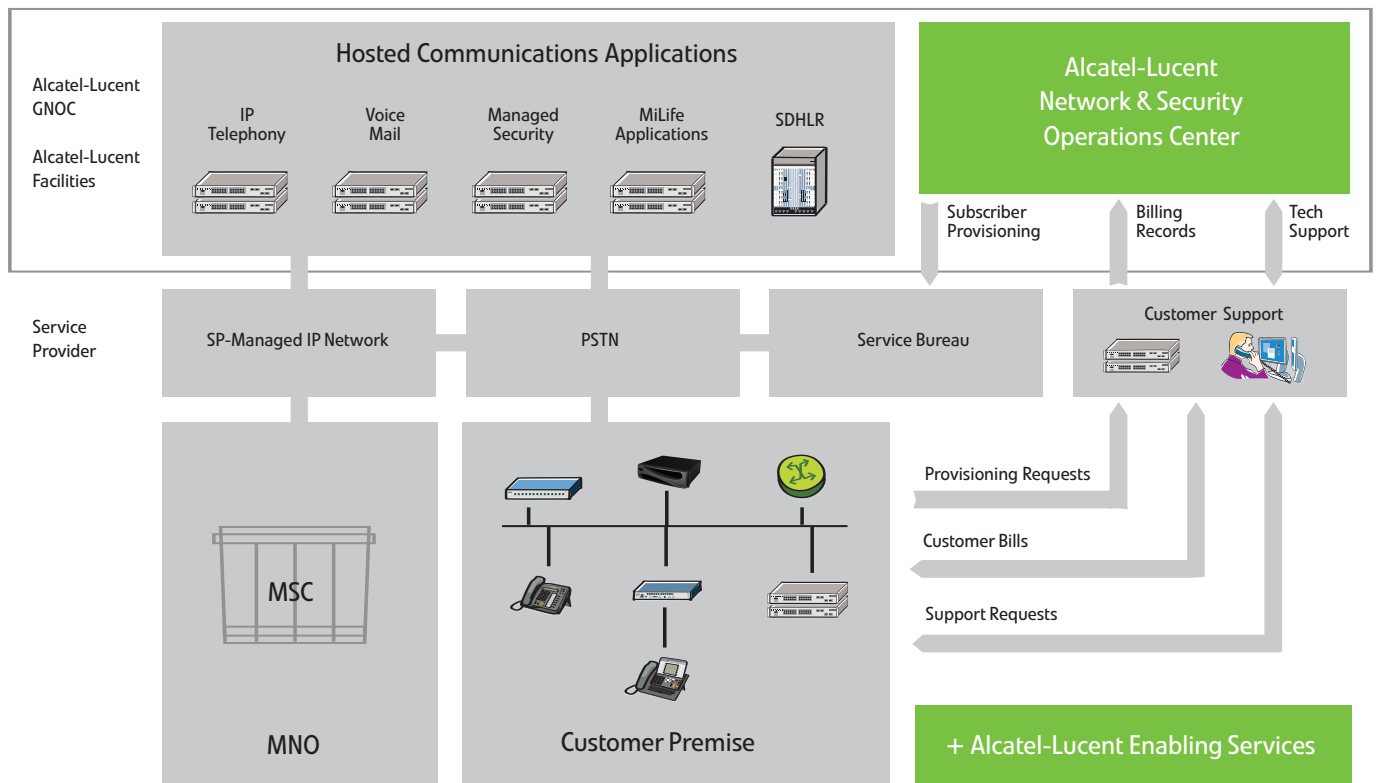 Hosted Communications Applications
Alcatel-Lucent
GNOC
Alcatel-Lucent
Facilities
IP
Telephony
Voice
Mail
Managed
Security
MiLife
Applications
SDHLR
Alcatel-Lucent
Network & Security
Operations Center
Subscriber
Provisioning
Billing
Records
Tech
Support
Service
Provider
SP-Managed IP Network
PSTN
Service Bureau
Customer Support
Provisioning Requests
Customer Bills
Support Requests
MSC
MNO
Customer Premise
+ Alcatel-Lucent Enabling Services